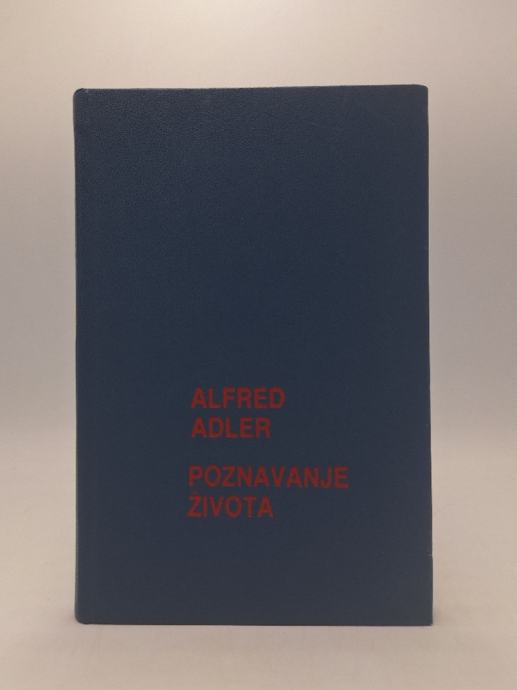 ALFRED
ADLER
POZNAVANJE
ŽIVOTA